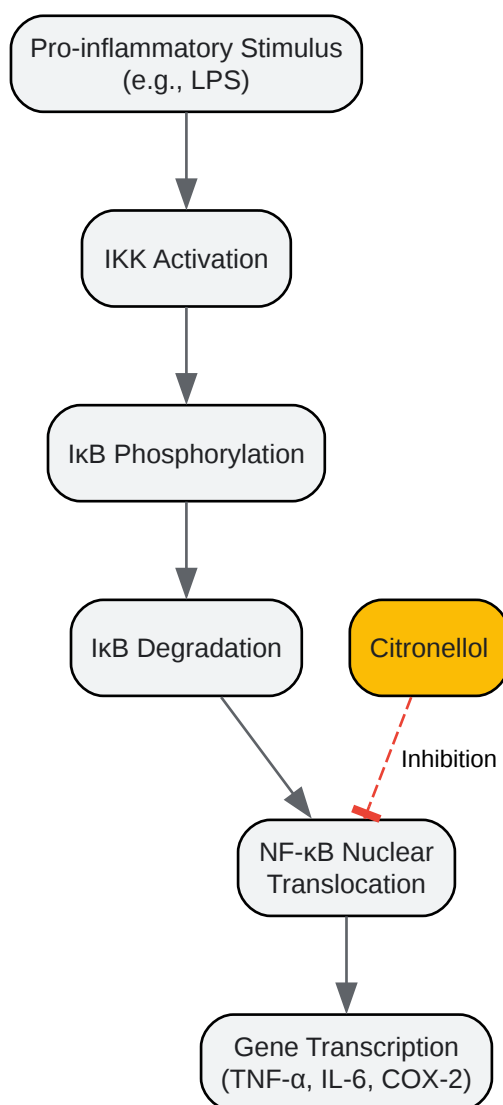 Pro-inflammatory Stimulus
(e.g., LPS)
IKK Activation
IκB Phosphorylation
IκB Degradation
Citronellol
Inhibition
NF-κB Nuclear
Translocation
Gene Transcription
(TNF-α, IL-6, COX-2)